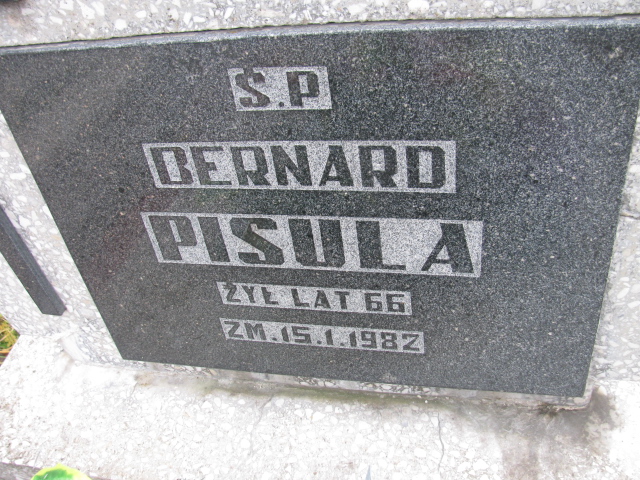 Ś.P
BERNARD
PISULA
ŻYŁ LAT 66
ZM.15.1.1982